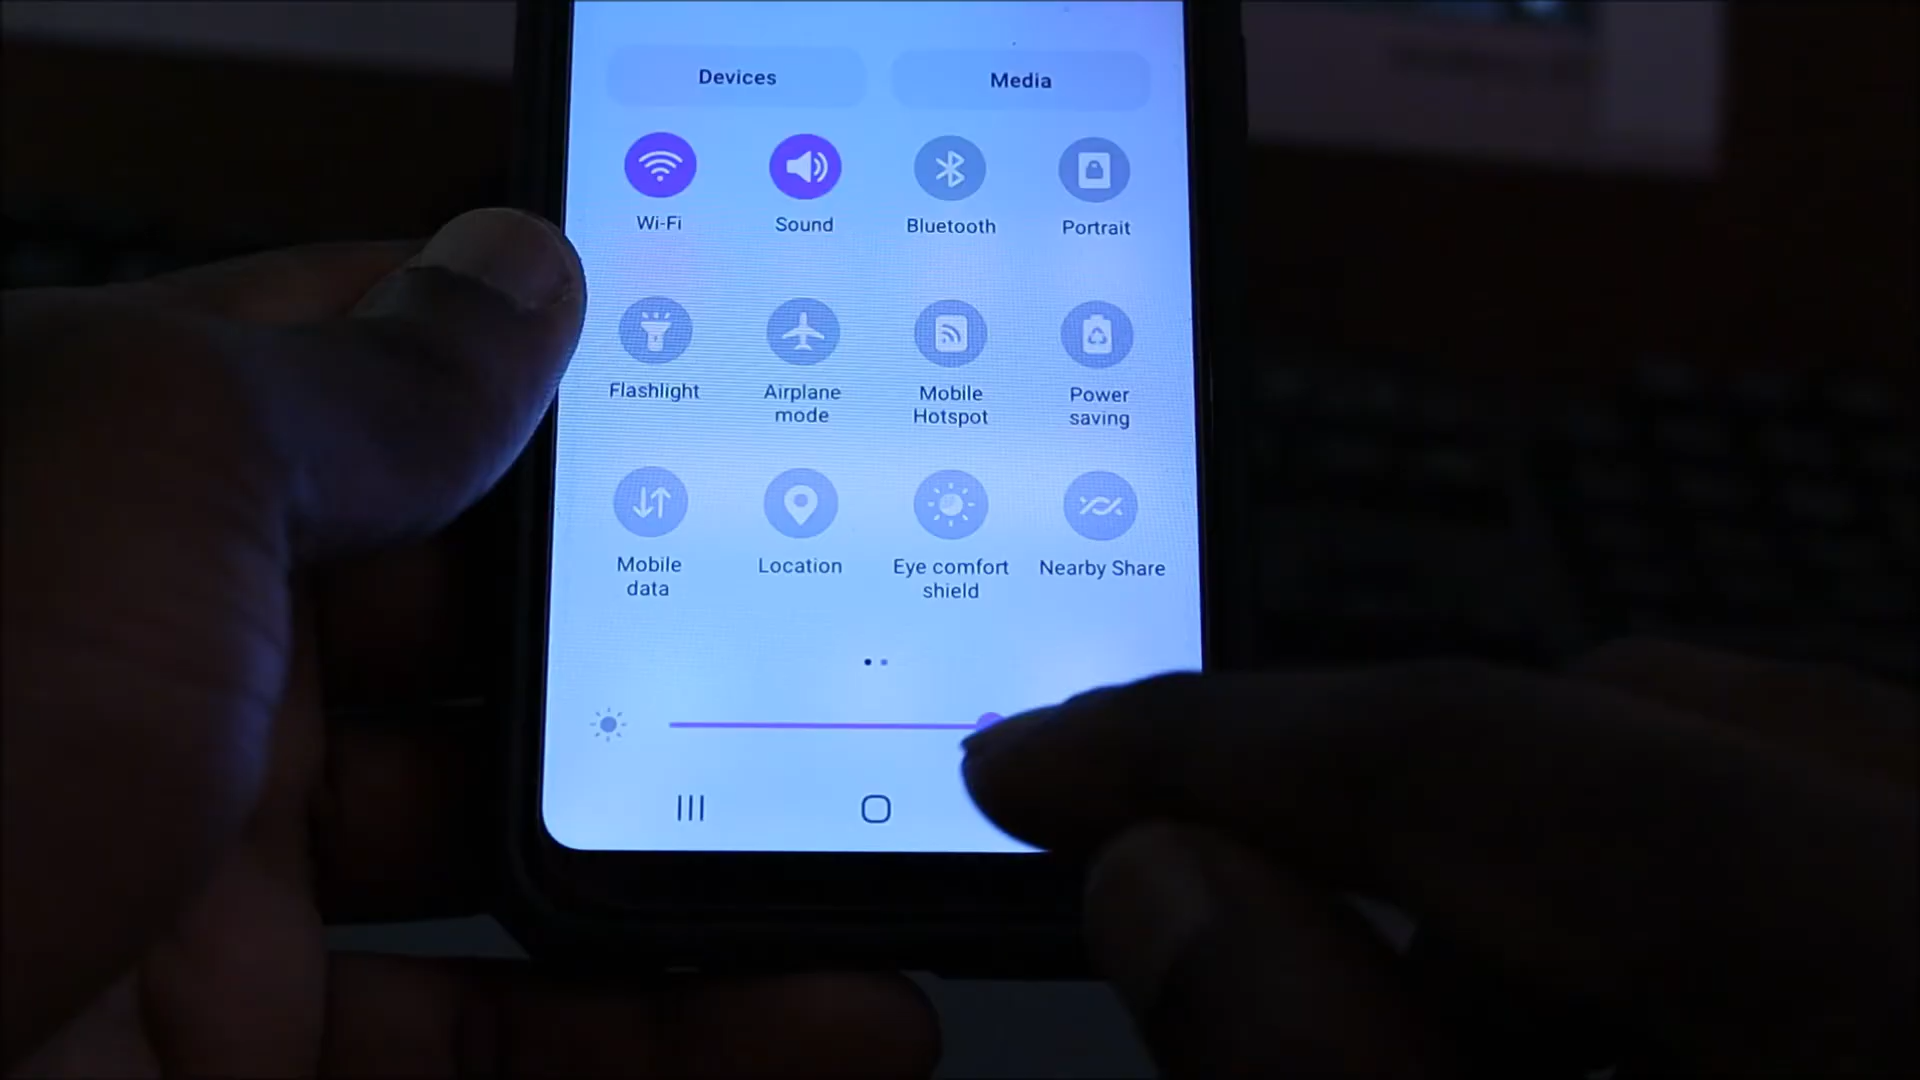 Devices Media
Wi-Fi Sound Bluetooth Portrait
Flashlight Airplane mode Mobile Hotspot Power saving
Mobile data Location Eye comfort shield Nearby Share